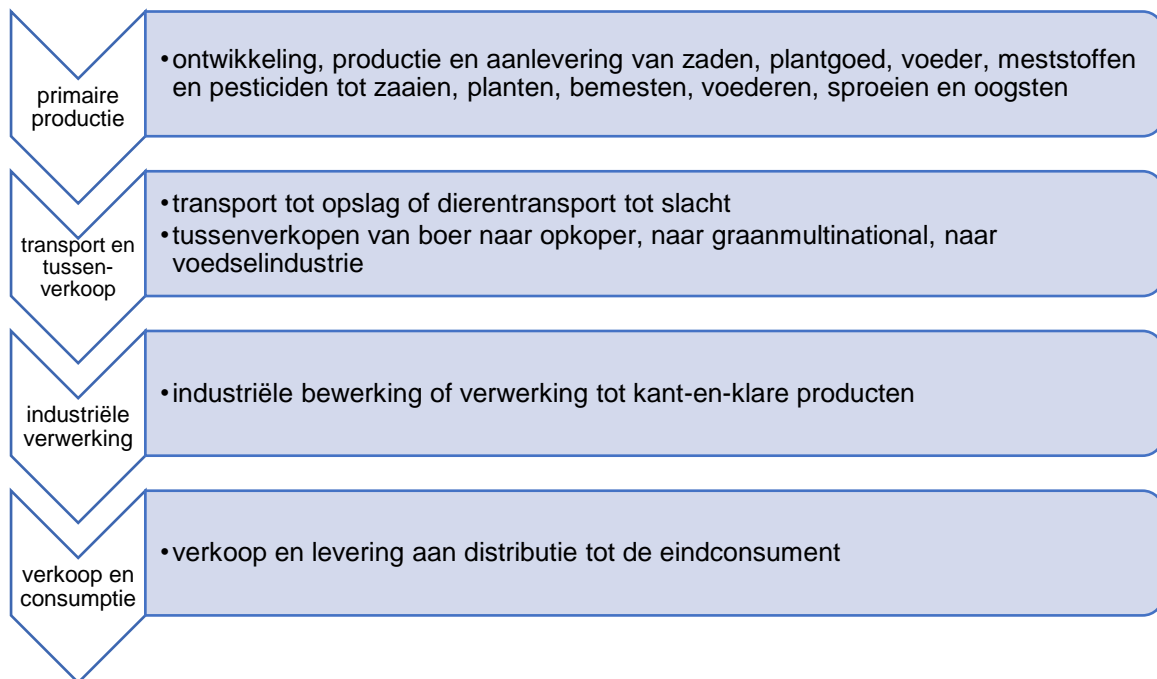 primaire
productie
•ontwikkeling, productie en aanlevering van zaden, plantgoed, voeder, meststoffen
en pesticiden tot zaaien, planten, bemesten, voederen, sproeien en oogsten
transport en
tussen-
verkoop
•transport tot opslag of dierentransport tot slacht
•tussenverkopen van boer naar opkoper, naar graanmultinational, naar
voedselindustrie
industriële
verwerking
•industriële bewerking of verwerking tot kant-en-klare producten
verkoop en
consumptie
•verkoop en levering aan distributie tot de eindconsument